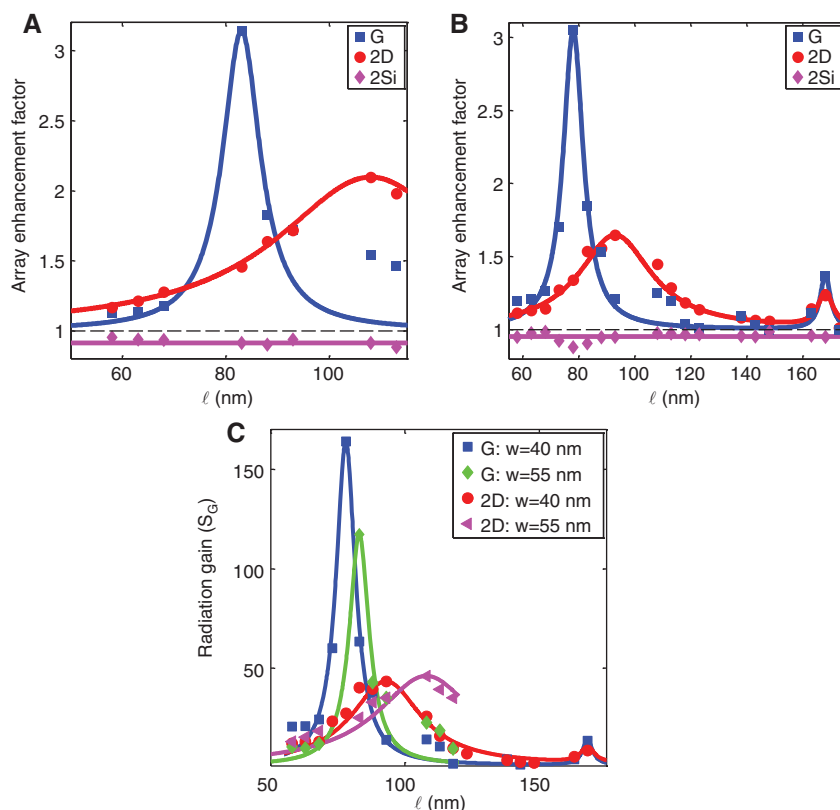 A
G
2D
2Si
Array enhancement factor
3
2.5
2
1.5
1
60
80
100
ℓ (nm)
B
G
2D
2Si
Array enhancement factor
3
2.5
2
1.5
1
60
80
100
120
140
160
ℓ (nm)
C
G: w=40 nm
G: w=55 nm
2D: w=40 nm
2D: w=55 nm
Radiation gain (S_G)
150
100
50
50
100
150
ℓ (nm)